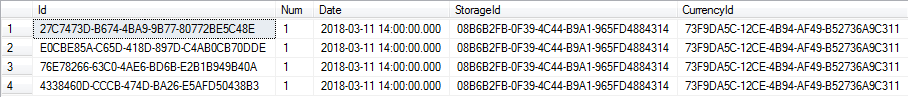 Id Num Date StorageId CurrencyId
1 27C7473D-B674-4BA9-9B77-80772BE5C48E 1 2018-03-11 14:00:00.000 08B6B2FB-0F39-4C44-B9A1-965FD4884314 73F9DA5C-12CE-4B94-AF49-B52736A9C311
2 E0CBE85A-C65D-418D-897D-C4AB0CB70DDE 1 2018-03-11 14:00:00.000 08B6B2FB-0F39-4C44-B9A1-965FD4884314 73F9DA5C-12CE-4B94-AF49-B52736A9C311
3 76E78266-63C0-4AE6-BD6B-E2B1B949B40A 1 2018-03-11 14:00:00.000 08B6B2FB-0F39-4C44-B9A1-965FD4884314 73F9DA5C-12CE-4B94-AF49-B52736A9C311
4 4338460D-CCCB-474D-BA26-E5AFD50438B3 1 2018-03-11 14:00:00.000 08B6B2FB-0F39-4C44-B9A1-965FD4884314 73F9DA5C-12CE-4B94-AF49-B52736A9C311